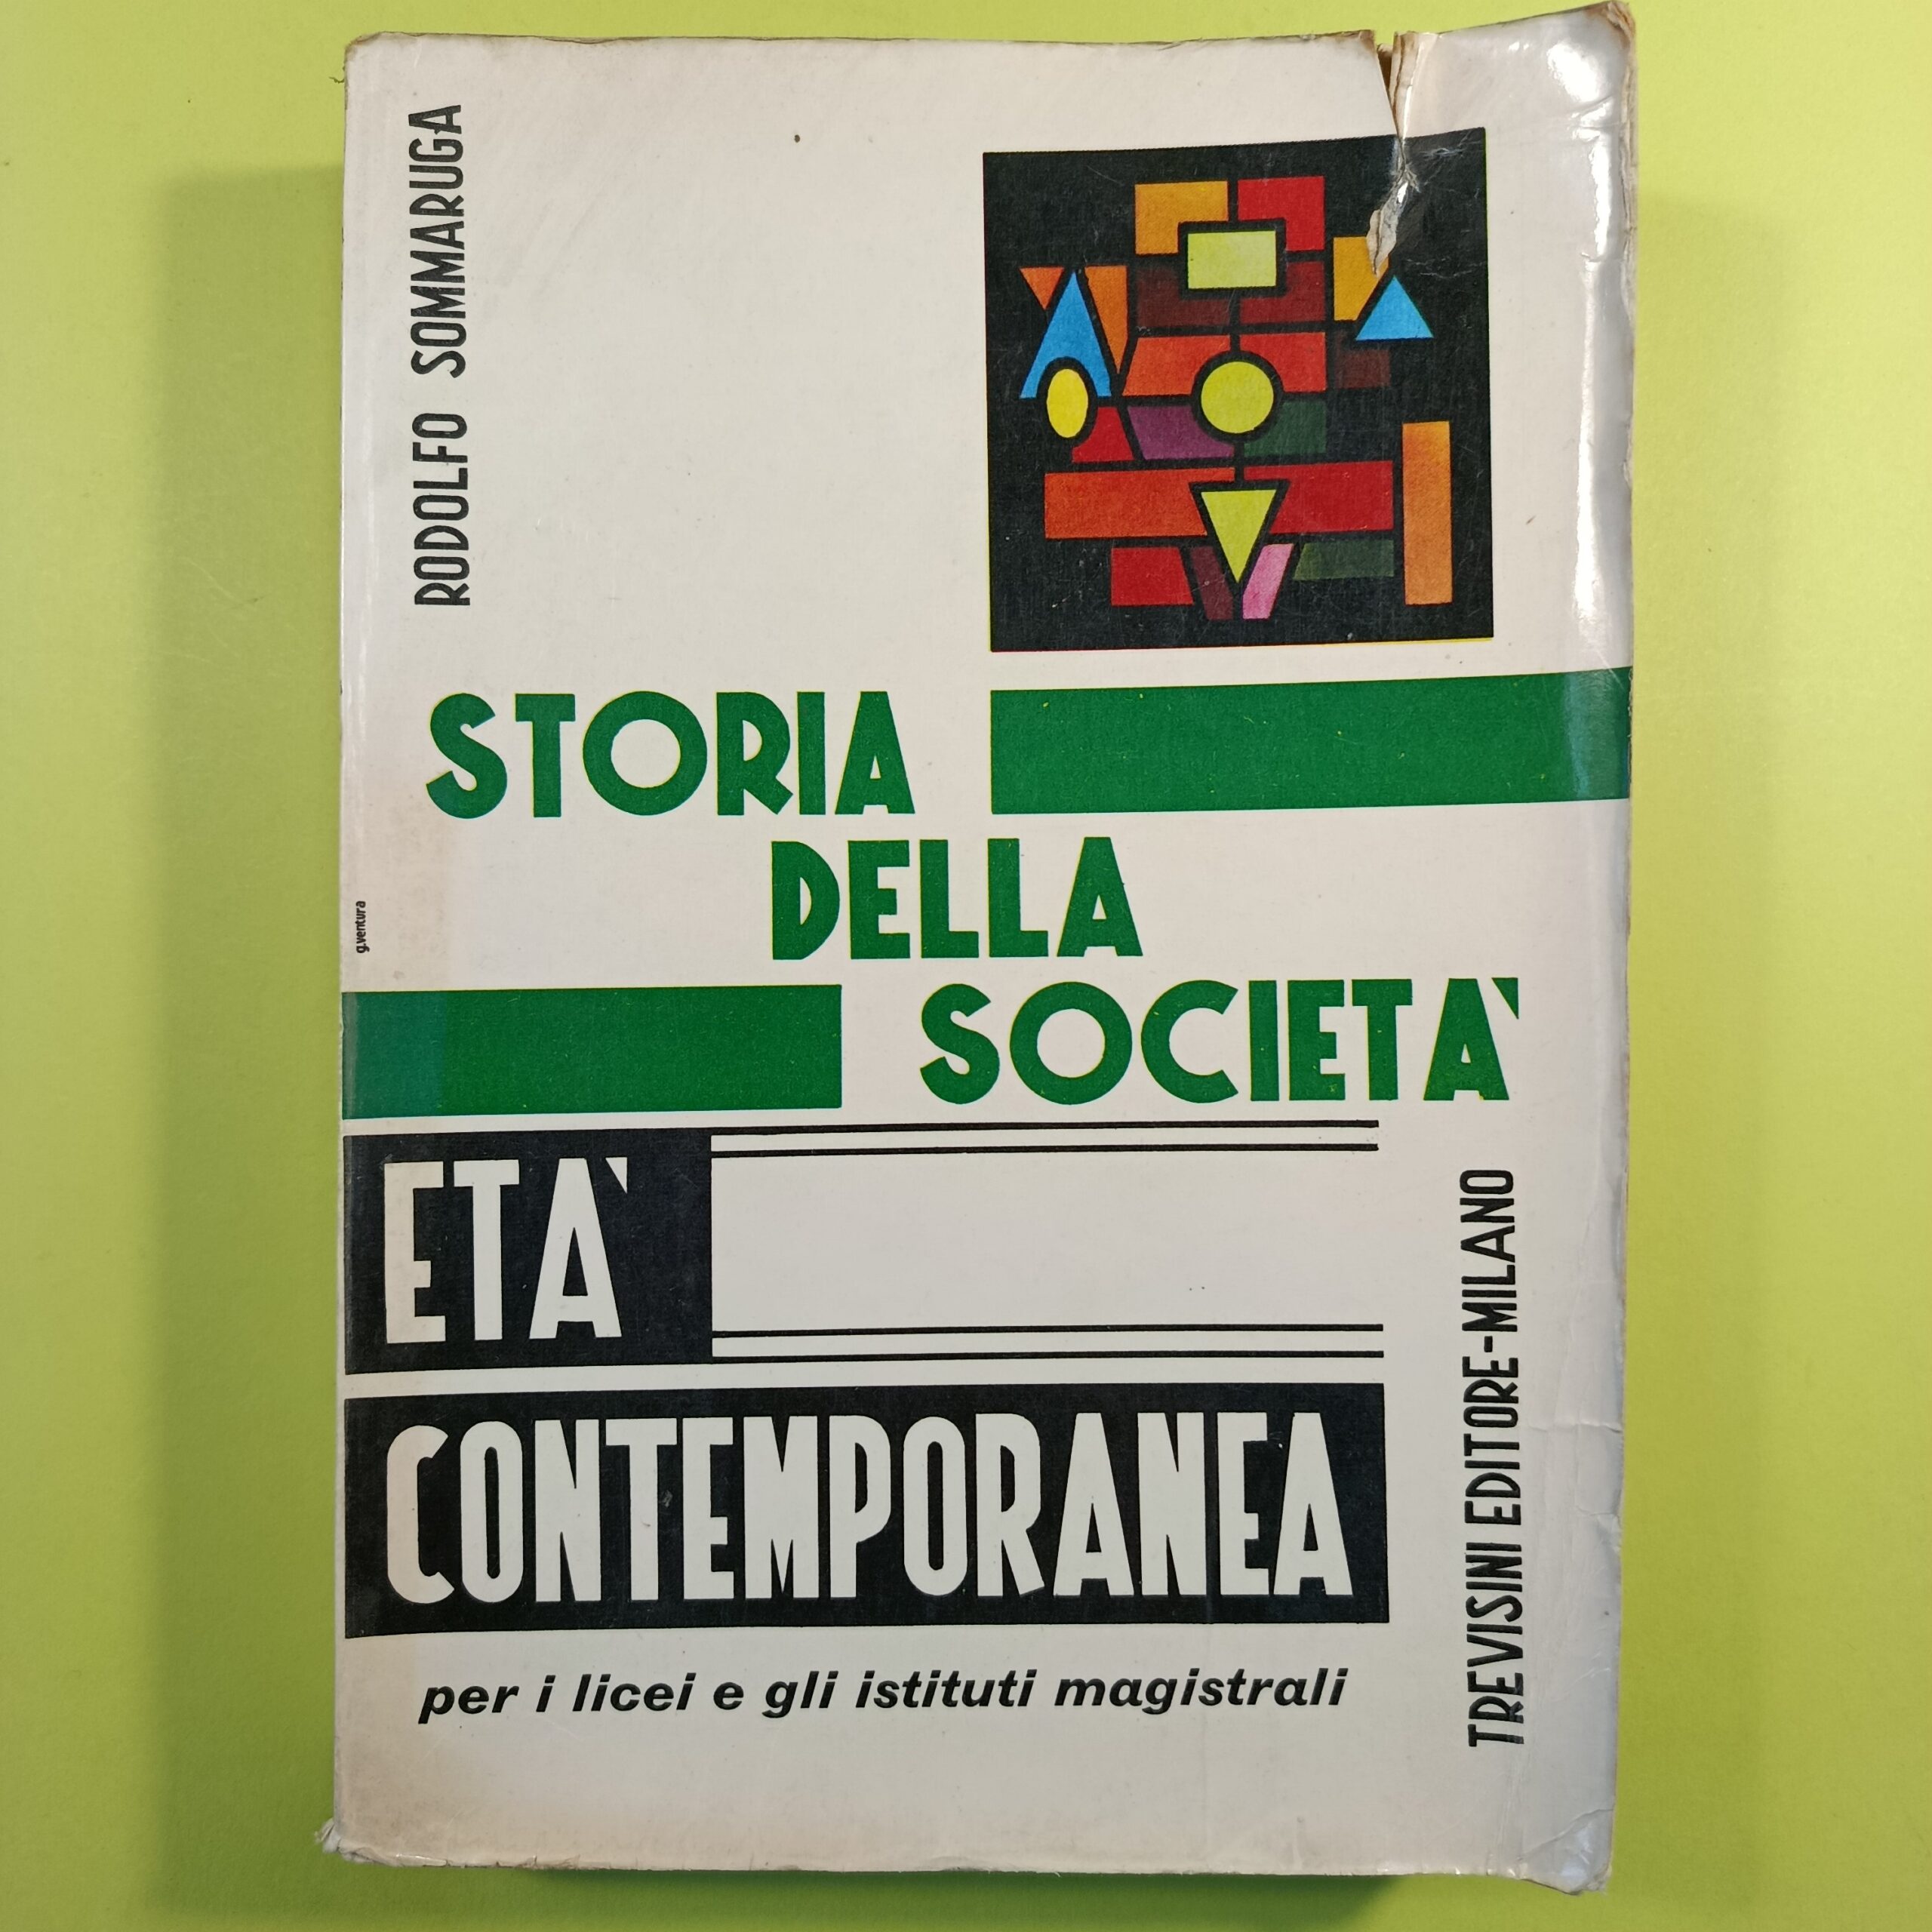 RODOLFO SOMMARUGA
STORIA
DELLA
SOCIETA'
g.ventura
ETA'
CONTEMPORANEA
per i licei e gli istituti magistrali
TREVISINI EDITORE-MILANO